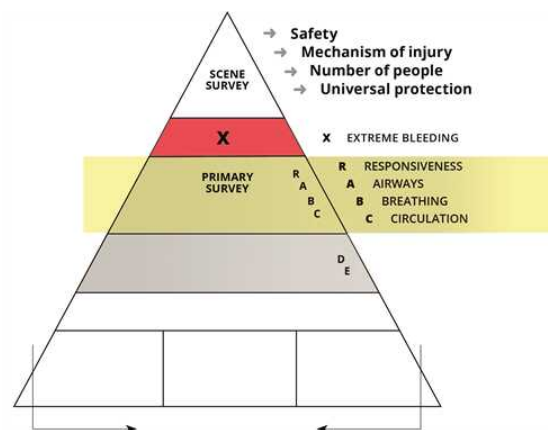 Safety
Mechanism of injury
Number of people
Universal protection
SCENE
SURVEY
X
X EXTREME BLEEDING
PRIMARY
SURVEY
R
A
B
C
R RESPONSIVENESS
A AIRWAYS
B BREATHING
C CIRCULATION
D
E